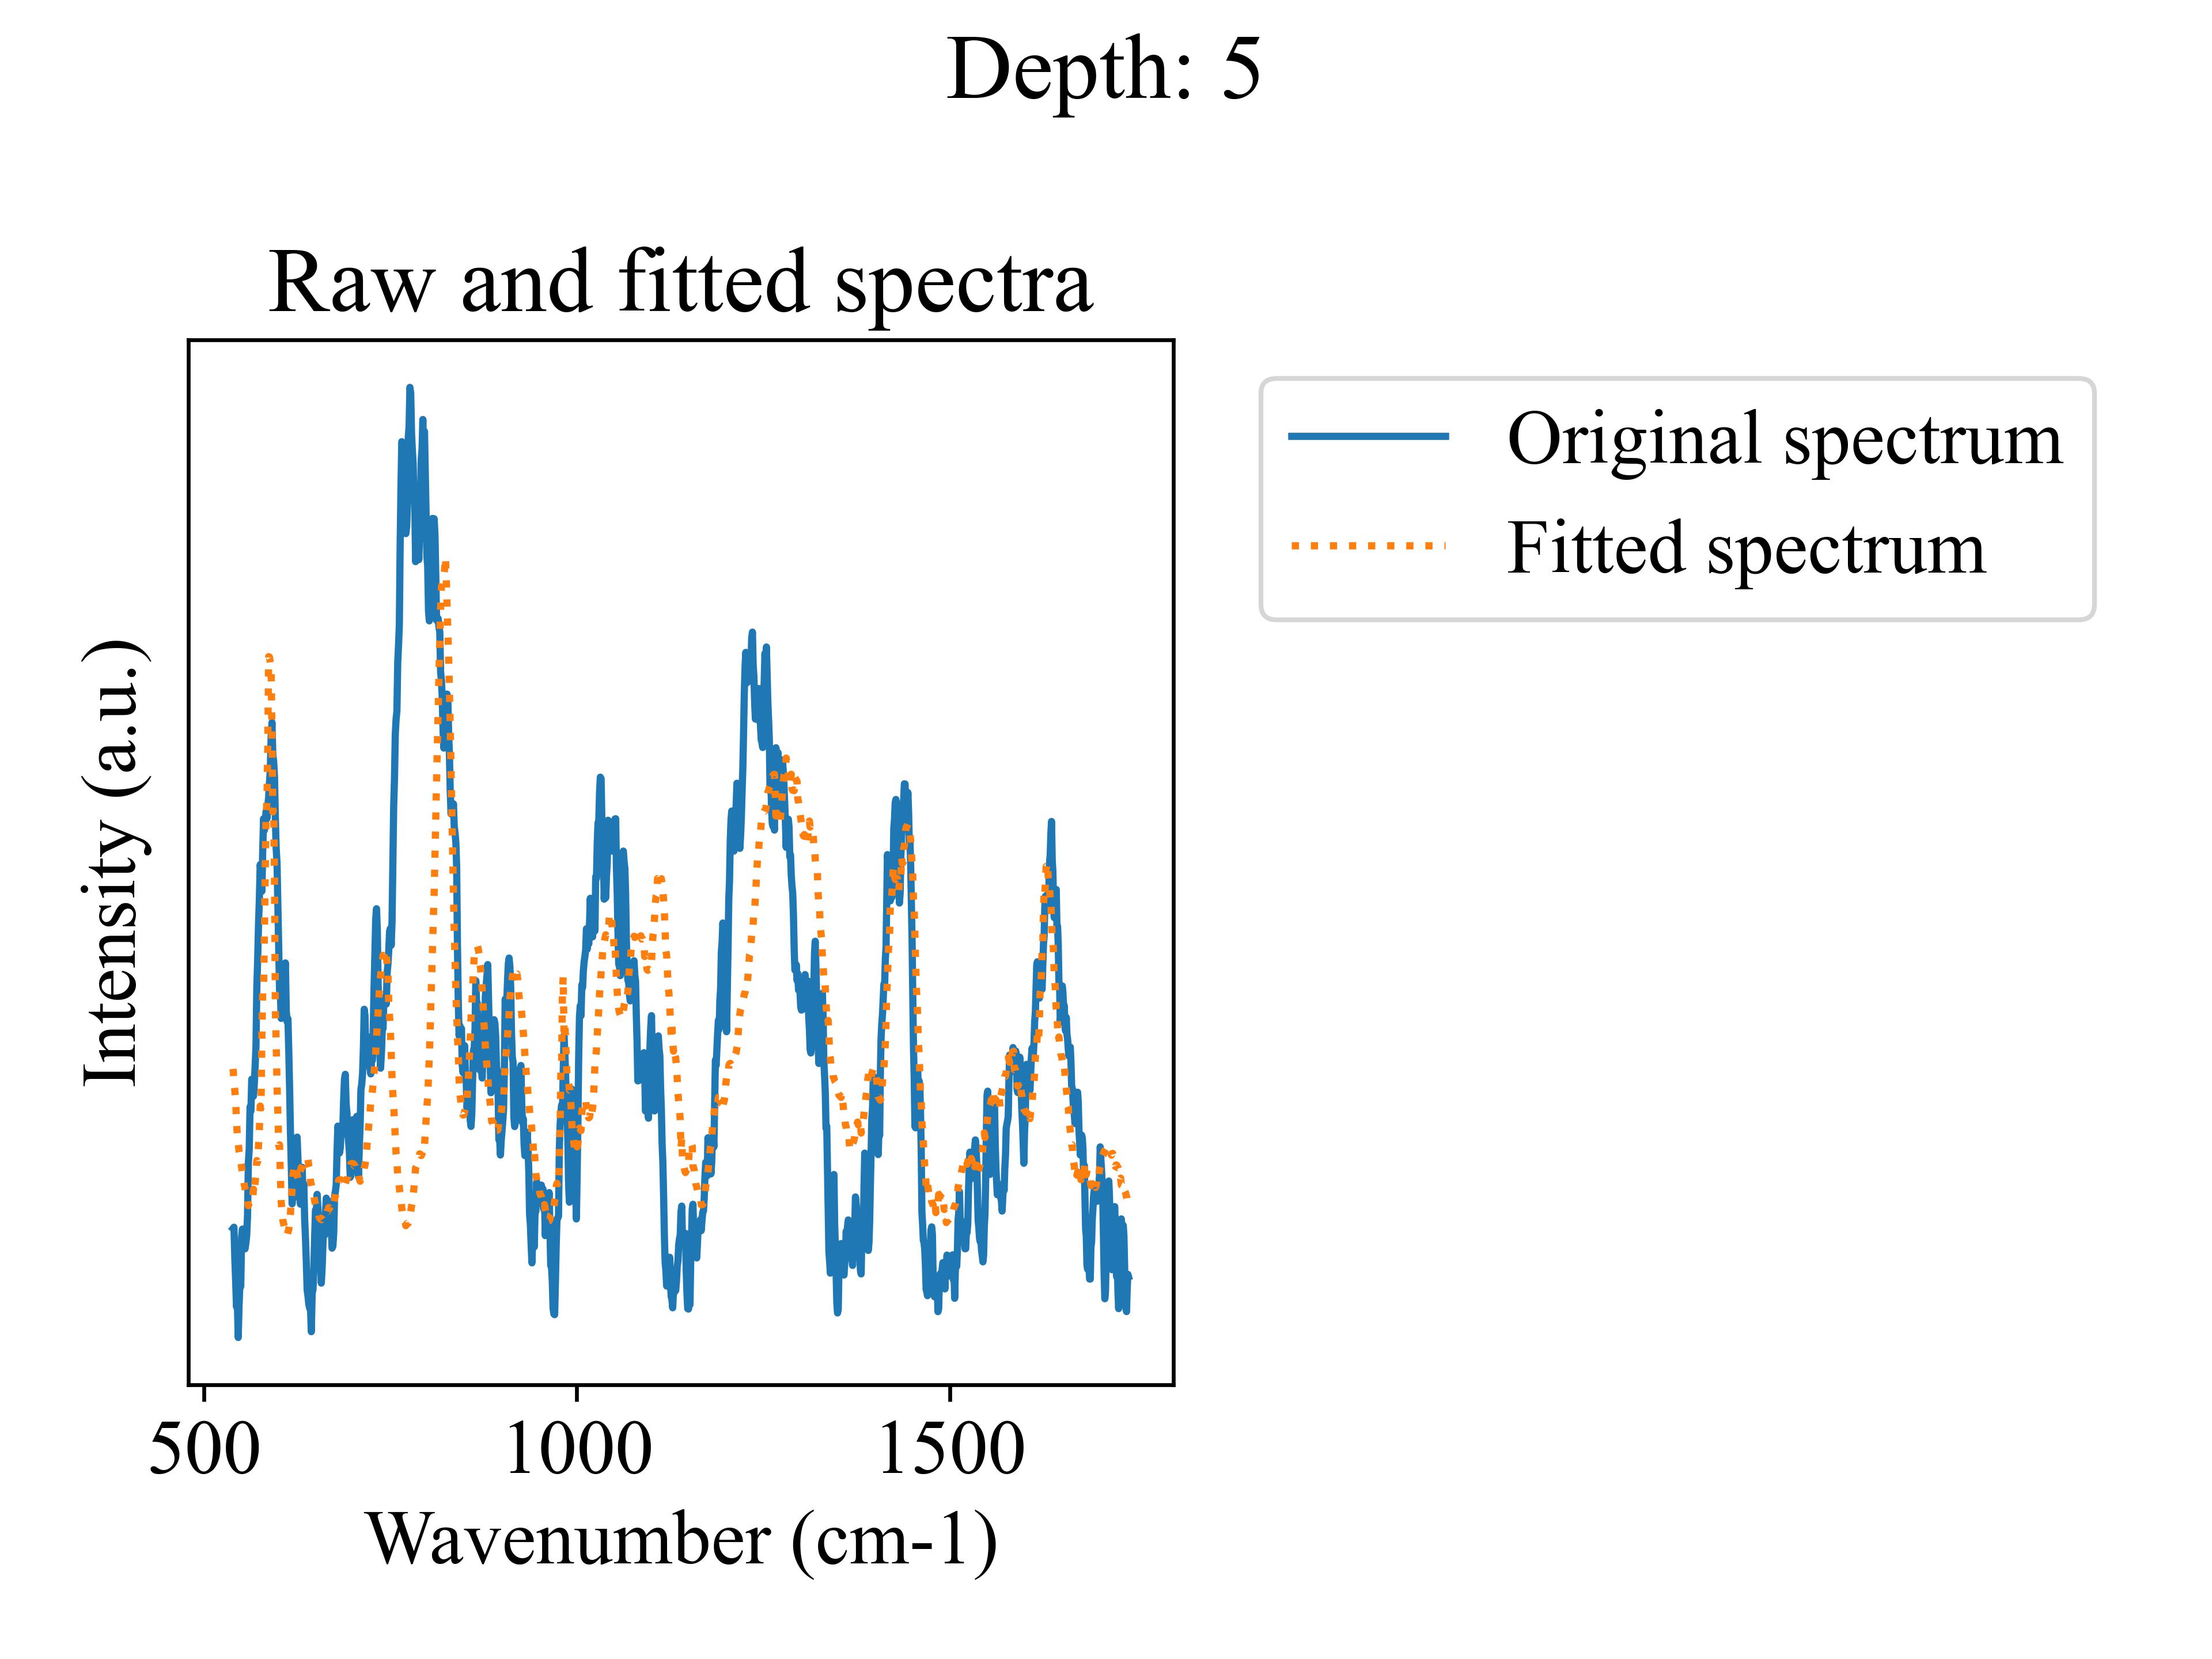 Depth: 5
Raw and fitted spectra
Original spectrum
Fitted spectrum
Intensity (a.u.)
500 1000 1500
Wavenumber (cm-1)